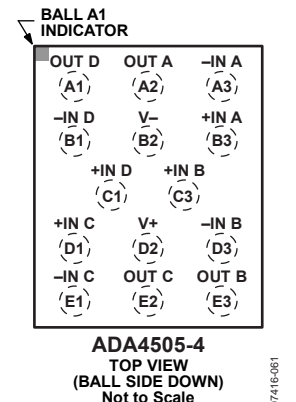 BALL A1
INDICATOR
OUT D OUT A –IN A
A1 A2 A3
–IN D V– +IN A
B1 B2 B3
+IN D +IN B
C1 C3
+IN C V+ –IN B
D1 D2 D3
–IN C OUT C OUT B
E1 E2 E3
ADA4505-4
TOP VIEW
(BALL SIDE DOWN)
Not to Scale
7416-061